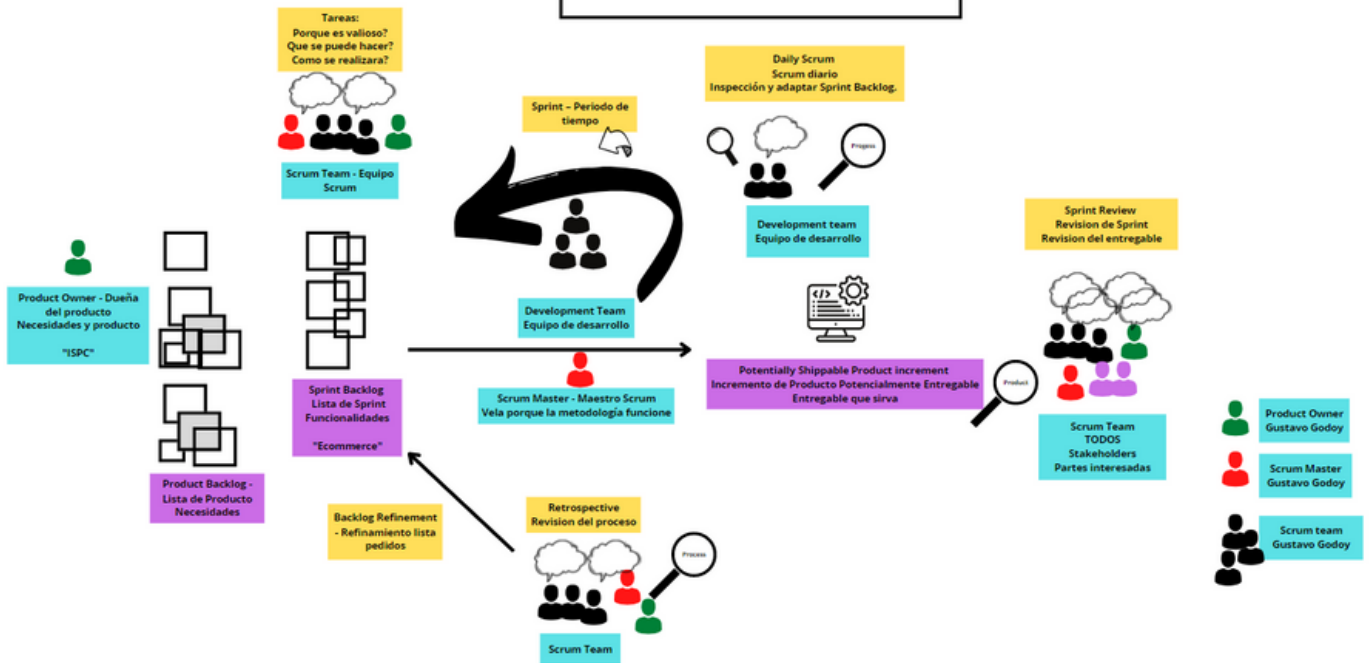 Tareas:
Porque es valioso?
Que se puede hacer?
Como se realizara?
Scrum Team - Equipo
Scrum
Sprint – Periodo de
tiempo
Daily Scrum
Scrum diario
Inspección y adaptar Sprint Backlog.
Progess
Development team
Equipo de desarrollo
Sprint Review
Revision de Sprint
Revision del entregable
Product Owner - Dueña
del producto
Necesidades y producto
"ISPC"
Product Backlog -
Lista de Producto
Necesidades
Sprint Backlog
Lista de Sprint
Funcionalidades
"Ecommerce"
Development Team
Equipo de desarrollo
Scrum Master - Maestro Scrum
Vela porque la metodología funcione
Potentially Shippable Product increment
Incremento de Producto Potencialmente Entregable
Entregable que sirva
Product
Scrum Team
TODOS
Stakeholders
Partes interesadas
Backlog Refinement
- Refinamiento lista
pedidos
Retrospective
Revision del proceso
Process
Scrum Team
Product Owner
Gustavo Godoy
Scrum Master
Gustavo Godoy
Scrum team
Gustavo Godoy